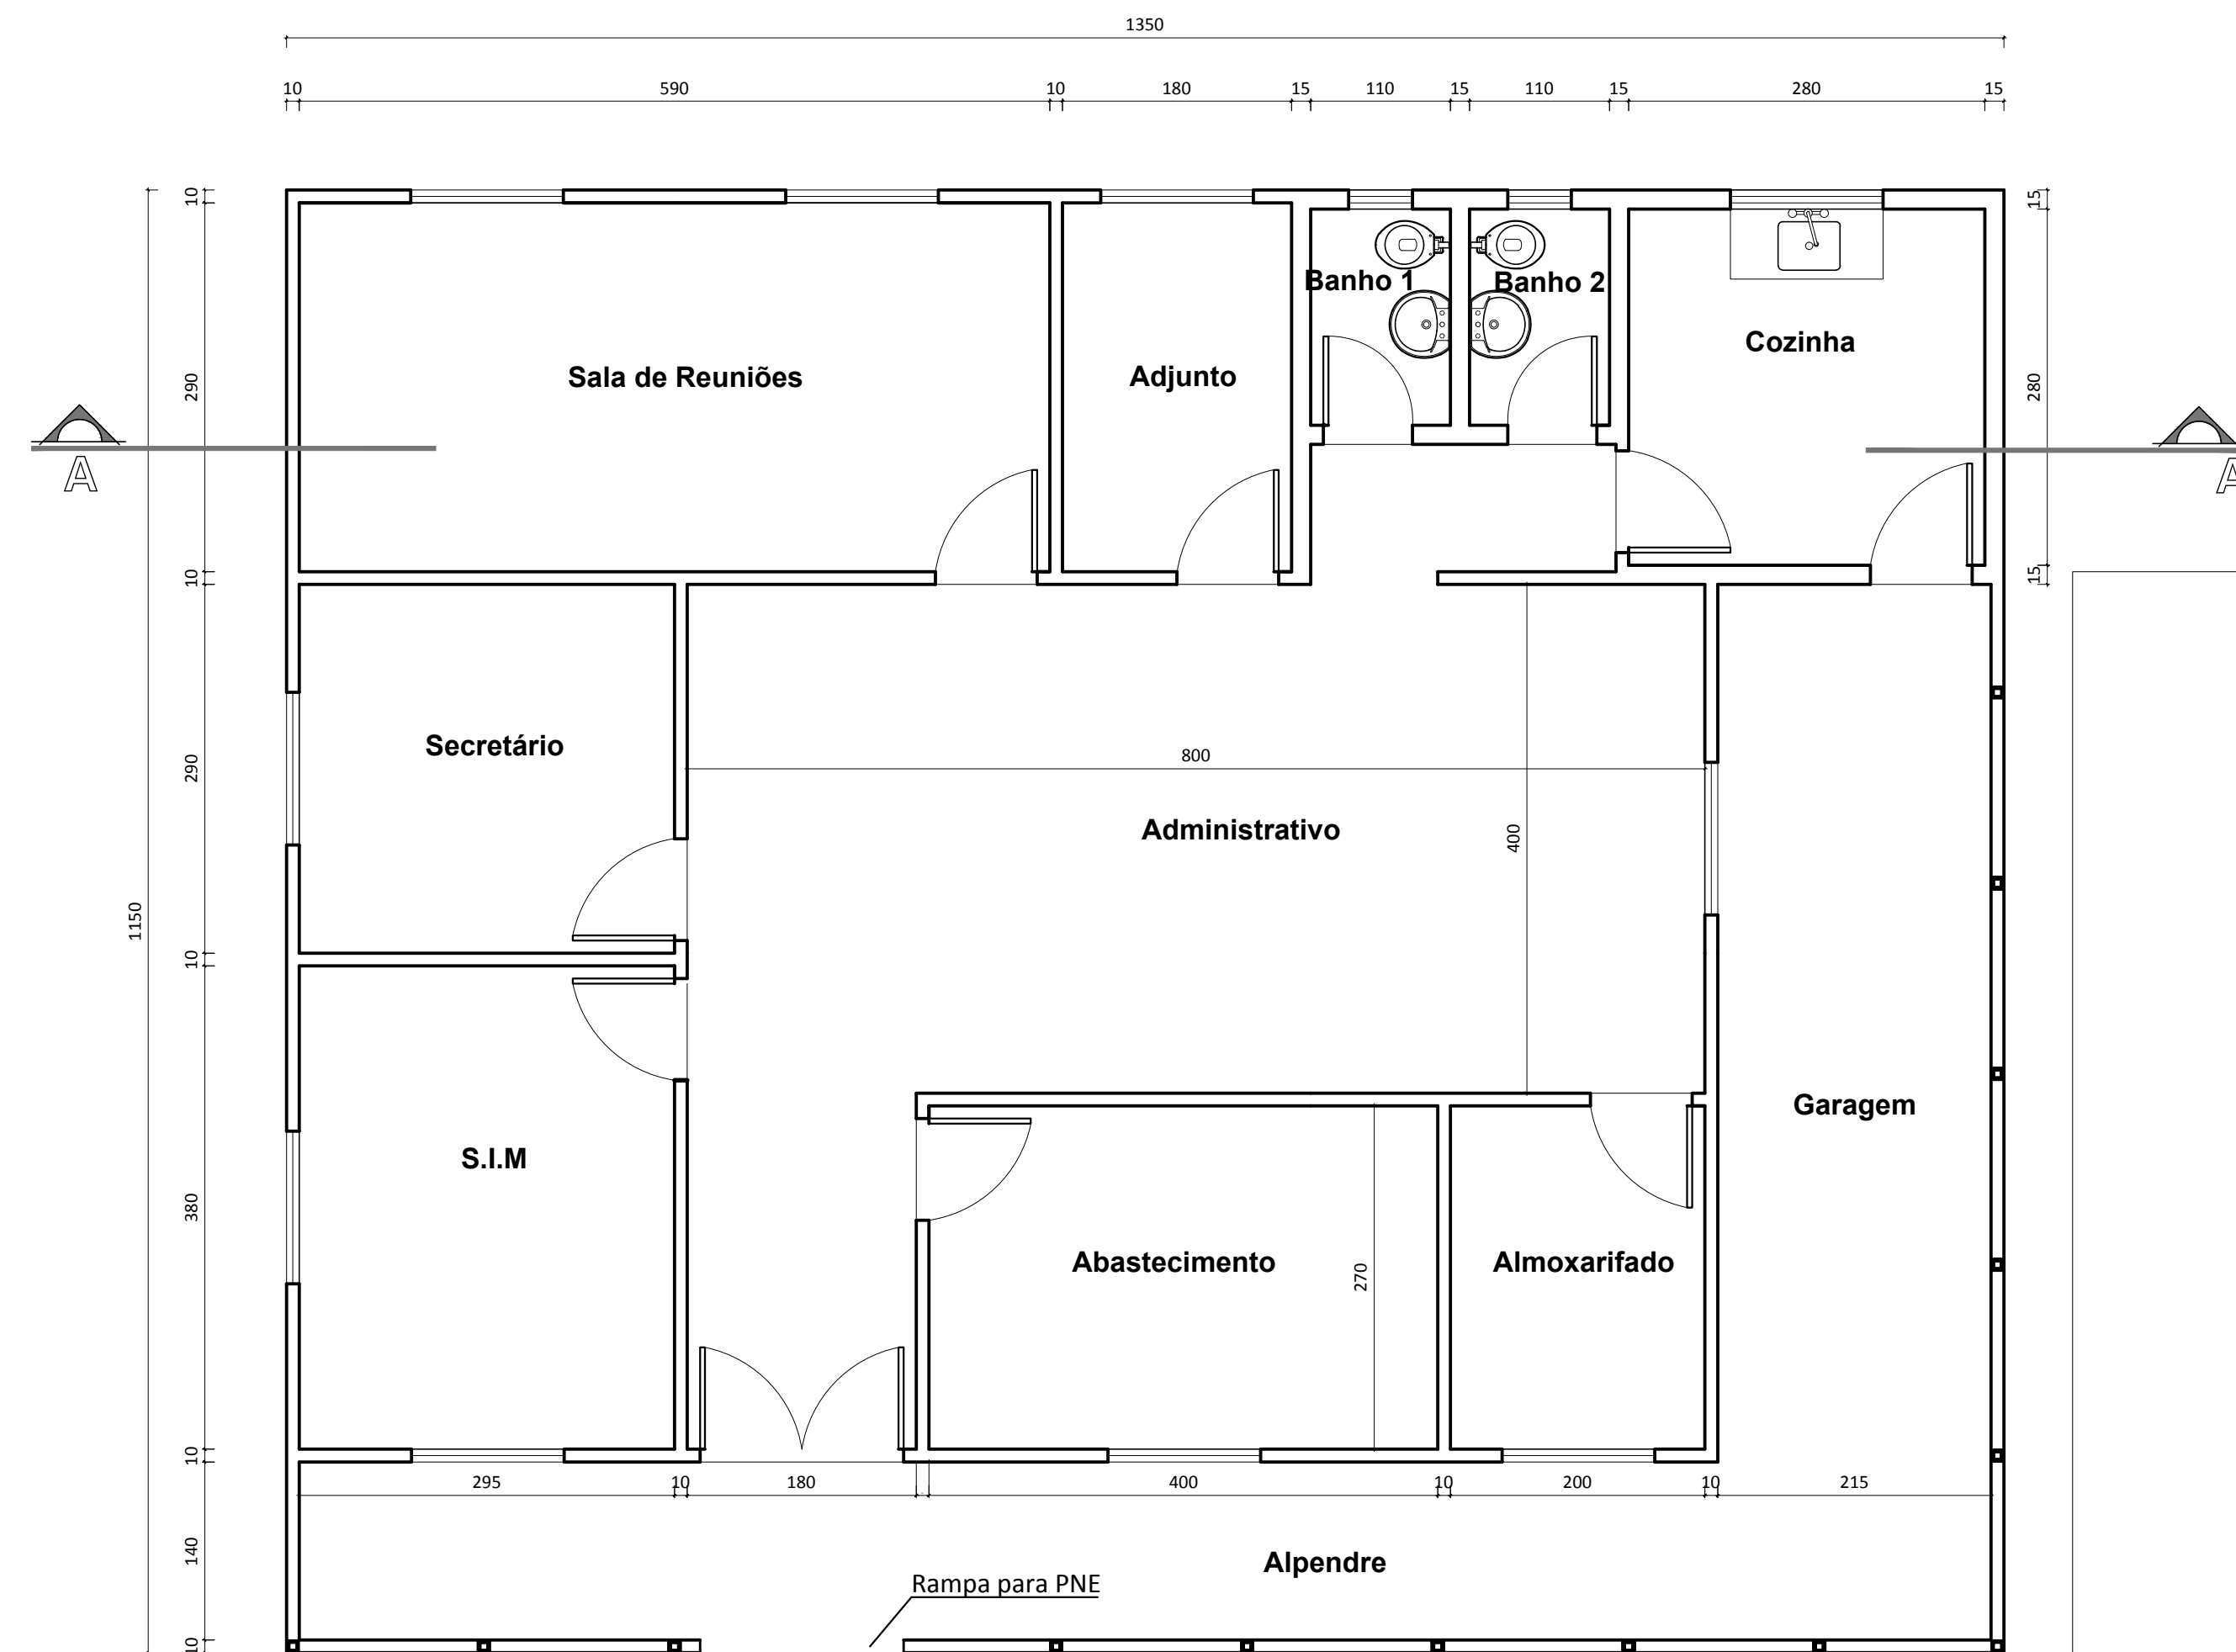 1350
10 590 10 180 15 110 15 110 15 280 15
10
15
Banho 1
Banho 2
Cozinha
Sala de Reuniões
Adjunto
290
280
A
A
10
15
Secretário
290
800
Administrativo
400
1150
10
Garagem
S.I.M
380
Abastecimento
270
Almoxarifado
10
295 10 180 400 10 200 10 215
140
Alpendre
Rampa para PNE
10